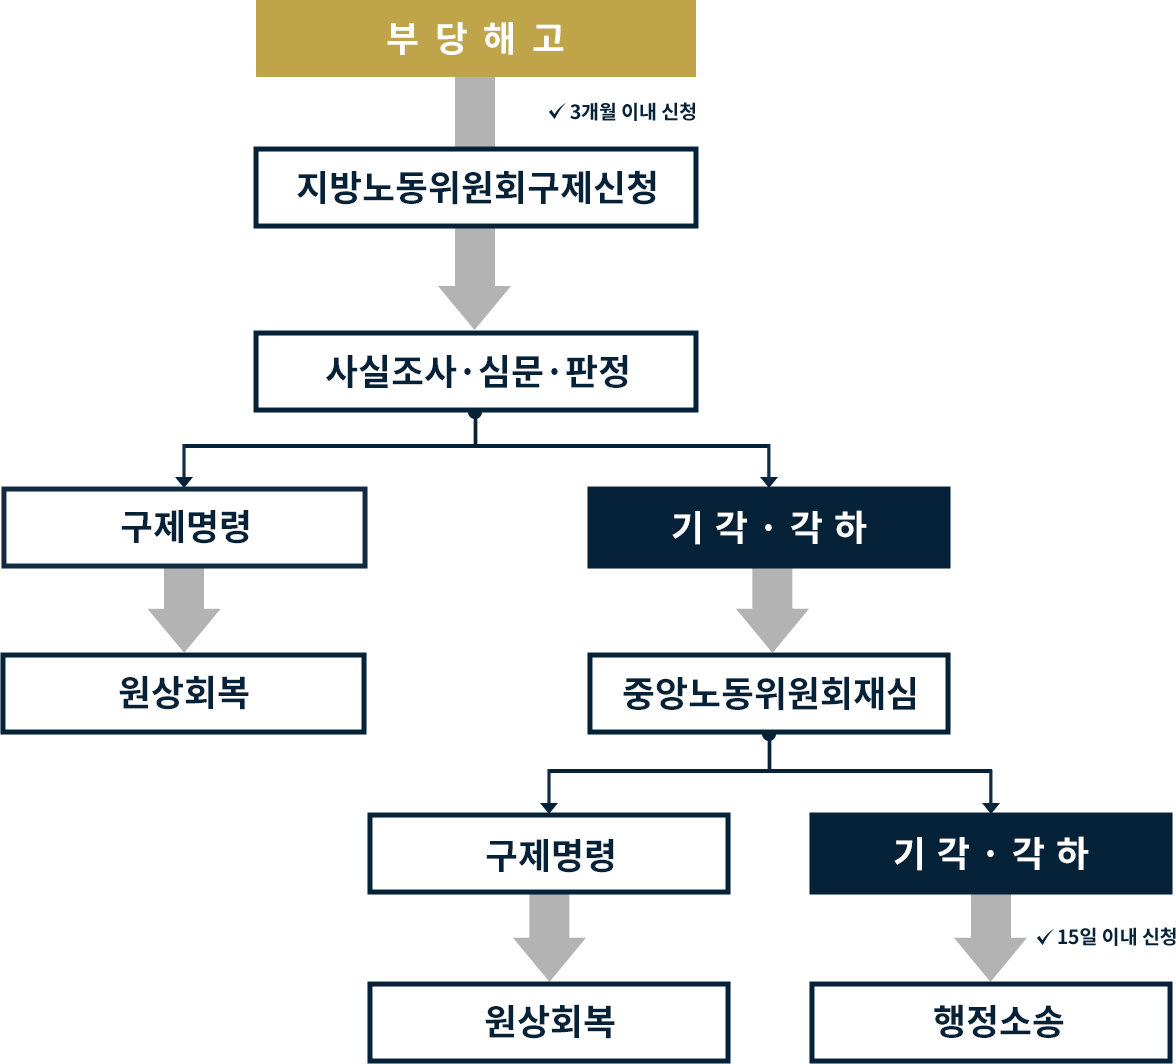 부 당 해 고
✓ 3개월 이내 신청
지방노동위원회구제신청
사실조사·심문·판정
구제명령
기 각 · 각 하
원상회복
중앙노동위원회재심
구제명령
기 각 · 각 하
✓ 15일 이내 신청
원상회복
행정소송